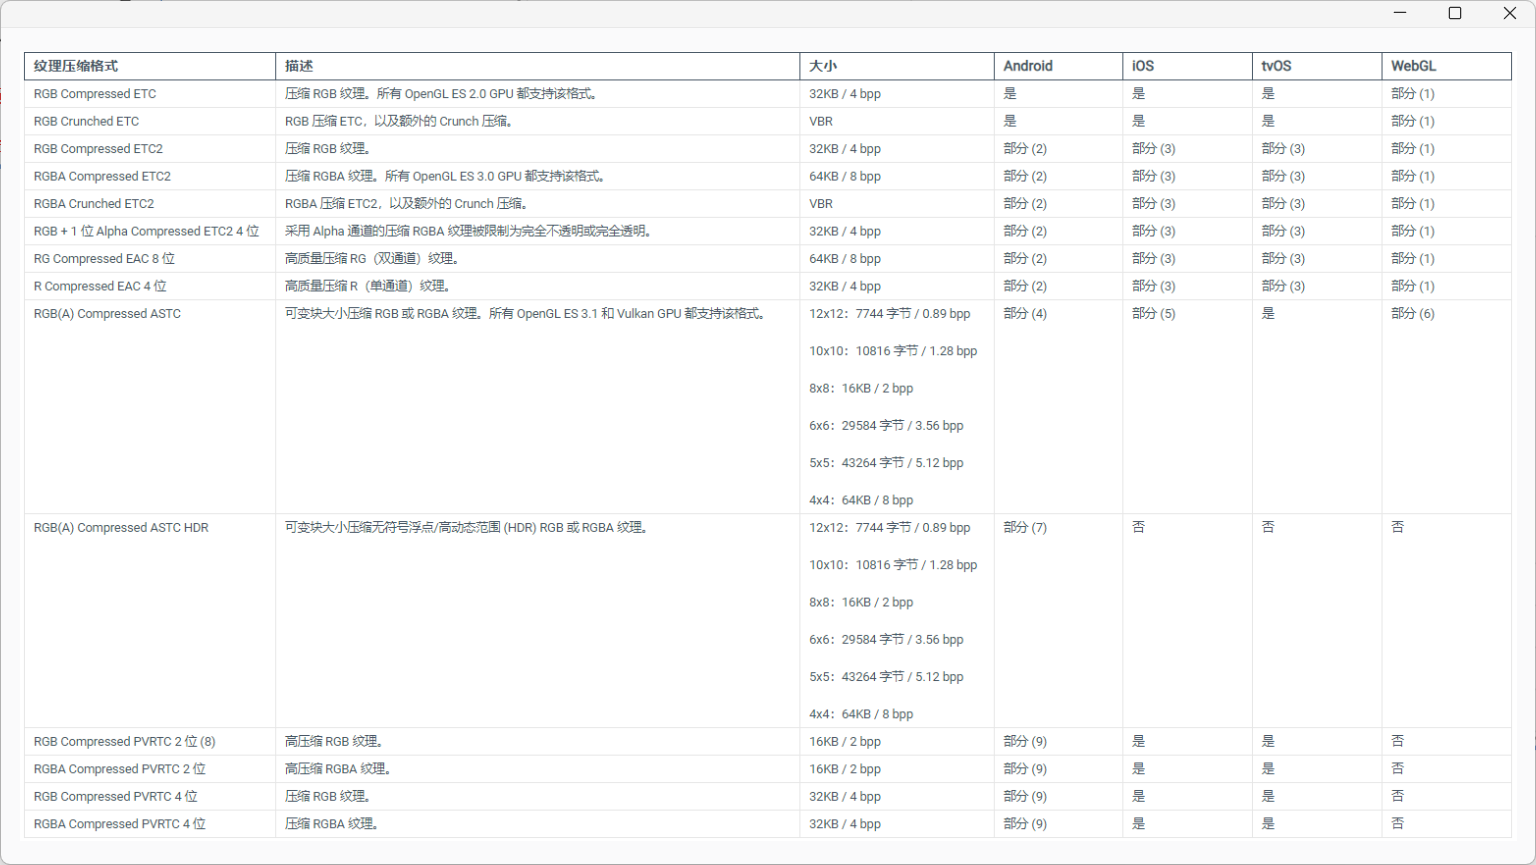 纹理压缩格式 描述 大小 Android iOS tvOS WebGL
RGB Compressed ETC 压缩 RGB 纹理。所有 OpenGL ES 2.0 GPU 都支持该格式。 32KB / 4 bpp 是 是 是 部分 (1)
RGB Crunched ETC RGB 压缩 ETC，以及额外的 Crunch 压缩。 VBR 是 是 是 部分 (1)
RGB Compressed ETC2 压缩 RGB 纹理。 32KB / 4 bpp 部分 (2) 部分 (3) 部分 (3) 部分 (1)
RGBA Compressed ETC2 压缩 RGBA 纹理。所有 OpenGL ES 3.0 GPU 都支持该格式。 64KB / 8 bpp 部分 (2) 部分 (3) 部分 (3) 部分 (1)
RGBA Crunched ETC2 RGBA 压缩 ETC2，以及额外的 Crunch 压缩。 VBR 部分 (2) 部分 (3) 部分 (3) 部分 (1)
RGB + 1 位 Alpha Compressed ETC2 4 位 采用 Alpha 通道的压缩 RGBA 纹理被限制为完全不透明或完全透明。 32KB / 4 bpp 部分 (2) 部分 (3) 部分 (3) 部分 (1)
RG Compressed EAC 8 位 高质量压缩 RG（双通道）纹理。 64KB / 8 bpp 部分 (2) 部分 (3) 部分 (3) 部分 (1)
R Compressed EAC 4 位 高质量压缩 R（单通道）纹理。 32KB / 4 bpp 部分 (2) 部分 (3) 部分 (3) 部分 (1)
RGB(A) Compressed ASTC 可变块大小压缩 RGB 或 RGBA 纹理。所有 OpenGL ES 3.1 和 Vulkan GPU 都支持该格式。 12x12：7744 字节 / 0.89 bpp 部分 (4) 部分 (5) 是 部分 (6)
10x10：10816 字节 / 1.28 bpp
8x8：16KB / 2 bpp
6x6：29584 字节 / 3.56 bpp
5x5：43264 字节 / 5.12 bpp
4x4：64KB / 8 bpp
RGB(A) Compressed ASTC HDR 可变块大小压缩无符号浮点/高动态范围 (HDR) RGB 或 RGBA 纹理。 12x12：7744 字节 / 0.89 bpp 部分 (7) 否 否 否
10x10：10816 字节 / 1.28 bpp
8x8：16KB / 2 bpp
6x6：29584 字节 / 3.56 bpp
5x5：43264 字节 / 5.12 bpp
4x4：64KB / 8 bpp
RGB Compressed PVRTC 2 位 (8) 高压缩 RGB 纹理。 16KB / 2 bpp 部分 (9) 是 是 否
RGBA Compressed PVRTC 2 位 高压缩 RGBA 纹理。 16KB / 2 bpp 部分 (9) 是 是 否
RGB Compressed PVRTC 4 位 压缩 RGB 纹理。 32KB / 4 bpp 部分 (9) 是 是 否
RGBA Compressed PVRTC 4 位 压缩 RGBA 纹理。 32KB / 4 bpp 部分 (9) 是 是 否